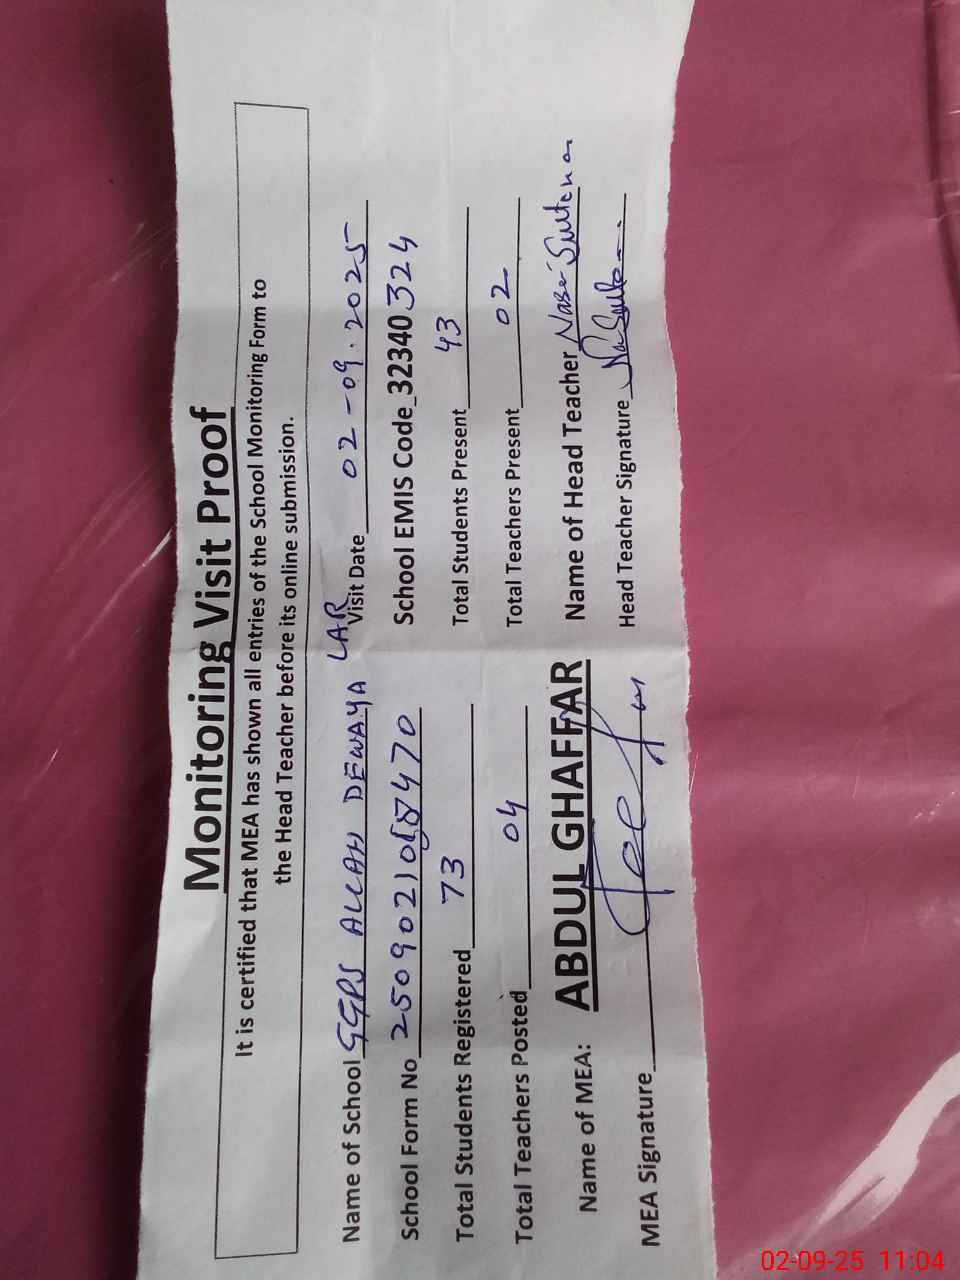 Monitoring Visit Proof
It is certified that MEA has shown all entries of the School Monitoring Form to
the Head Teacher before its online submission.
Name of School GGPS ALLAH DEWAYA LAR Visit Date 02-09.2025
School Form No 250902105 8470 School EMIS Code_32340324
Total Students Registered 73 Total Students Present 43
Total Teachers Posted 04 Total Teachers Present 02
Name of MEA: ABDUL GHAFFAR Name of Head Teacher Sultana
MEA Signature Head Teacher Signature
02-09-25 11:04